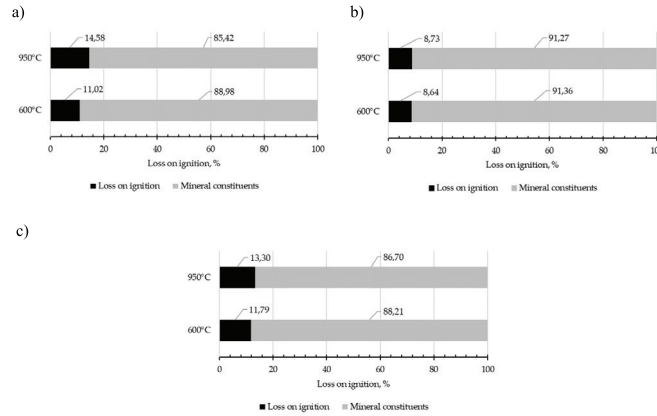 a)
14,58 85,42
950°C
11,02 88,98
600°C
0 20 40 60 80 100
Loss on ignition, %
■ Loss on ignition ■ Mineral constituents
b)
8,73 91,27
950°C
8,64 91,36
600°C
0 20 40 60 80 100
Loss on ignition, %
■ Loss on ignition ■ Mineral constituents
c)
13,30 86,70
950°C
11,79 88,21
600°C
0 20 40 60 80 100
Loss on ignition, %
■ Loss on ignition ■ Mineral constituents